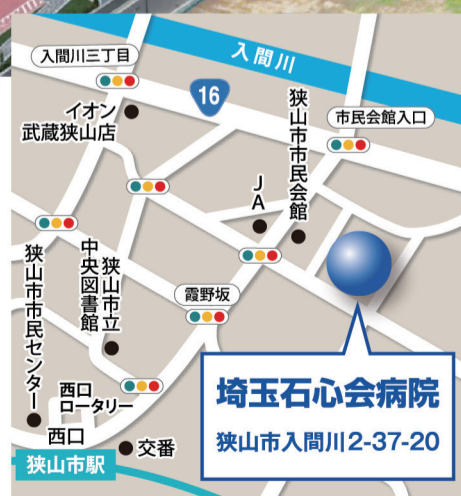 入間川
入間川三丁目
16
イオン
武蔵狭山店
狭山市市民会館
市民会館入口
JA
狭山市立
中央図書館
霞野坂
狭山市市民センター
西口
ロータリー
西口
交番
狭山市駅
埼玉石心会病院
狭山市入間川2-37-20